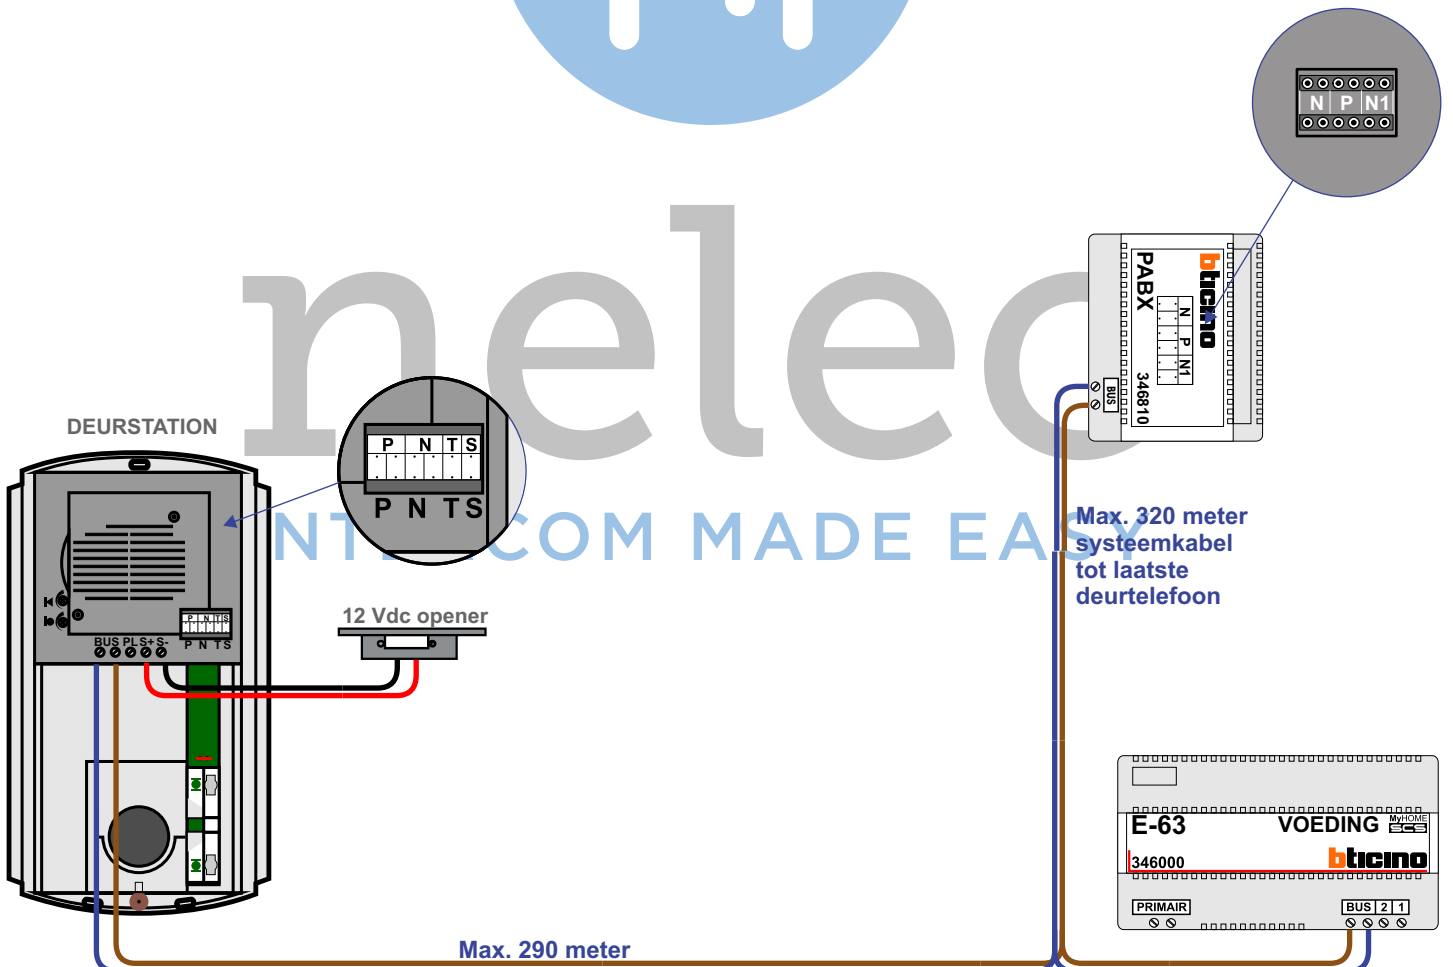 N P N1
nelec
INTERCOM MADE EASY
bticino
PABX
N P N1
346810
BUS
DEURSTATION
P N T S
P N T S
Max. 320 meter
systeemkabel
tot laatste
deurtelefoon
12 Vdc opener
P N T S
BUS PL S+ S- P N T S
E-63 VOEDING MyHOME
SCS
346000 bticino
PRIMAIR BUS 2 1
Max. 290 meter